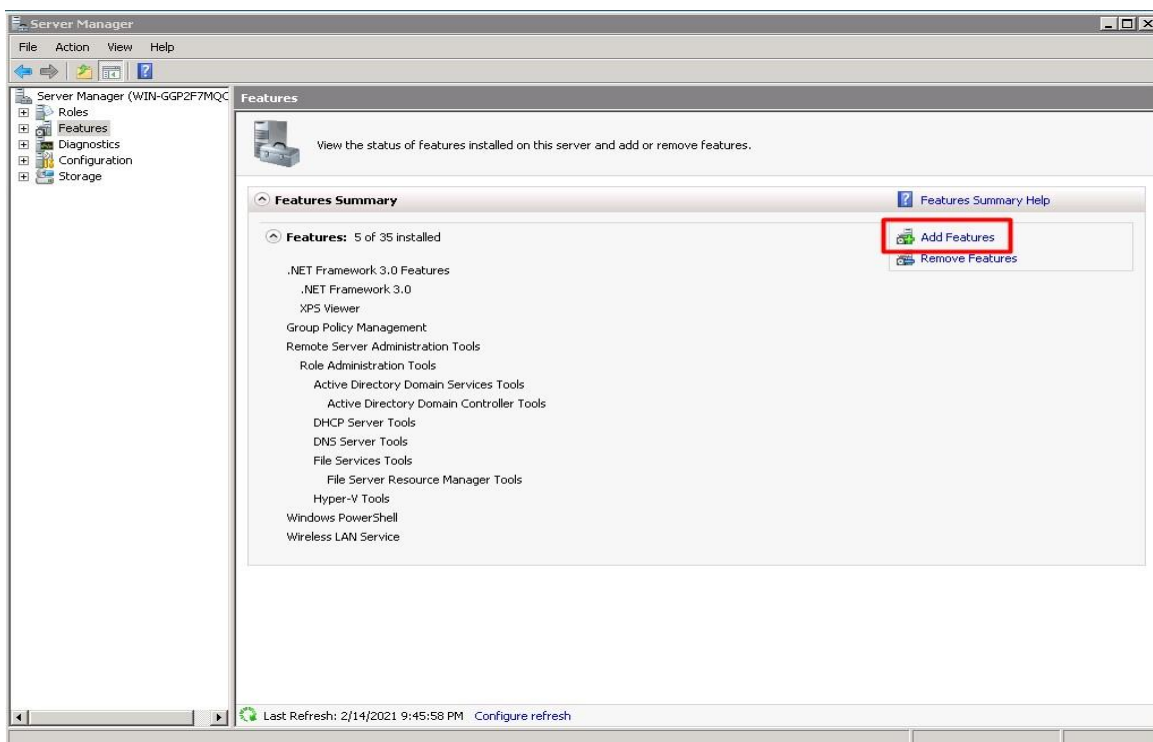 Server Manager
File Action View Help
Server Manager (WIN-GGP2F7MQC
Roles
Features
Diagnostics
Configuration
Storage
Features
View the status of features installed on this server and add or remove features.
Features Summary
Features Summary Help
Features: 5 of 35 installed
Add Features
Remove Features
.NET Framework 3.0 Features
.NET Framework 3.0
XPS Viewer
Group Policy Management
Remote Server Administration Tools
Role Administration Tools
Active Directory Domain Services Tools
Active Directory Domain Controller Tools
DHCP Server Tools
DNS Server Tools
File Services Tools
File Server Resource Manager Tools
Hyper-V Tools
Windows PowerShell
Wireless LAN Service
Last Refresh: 2/14/2021 9:45:58 PM Configure refresh